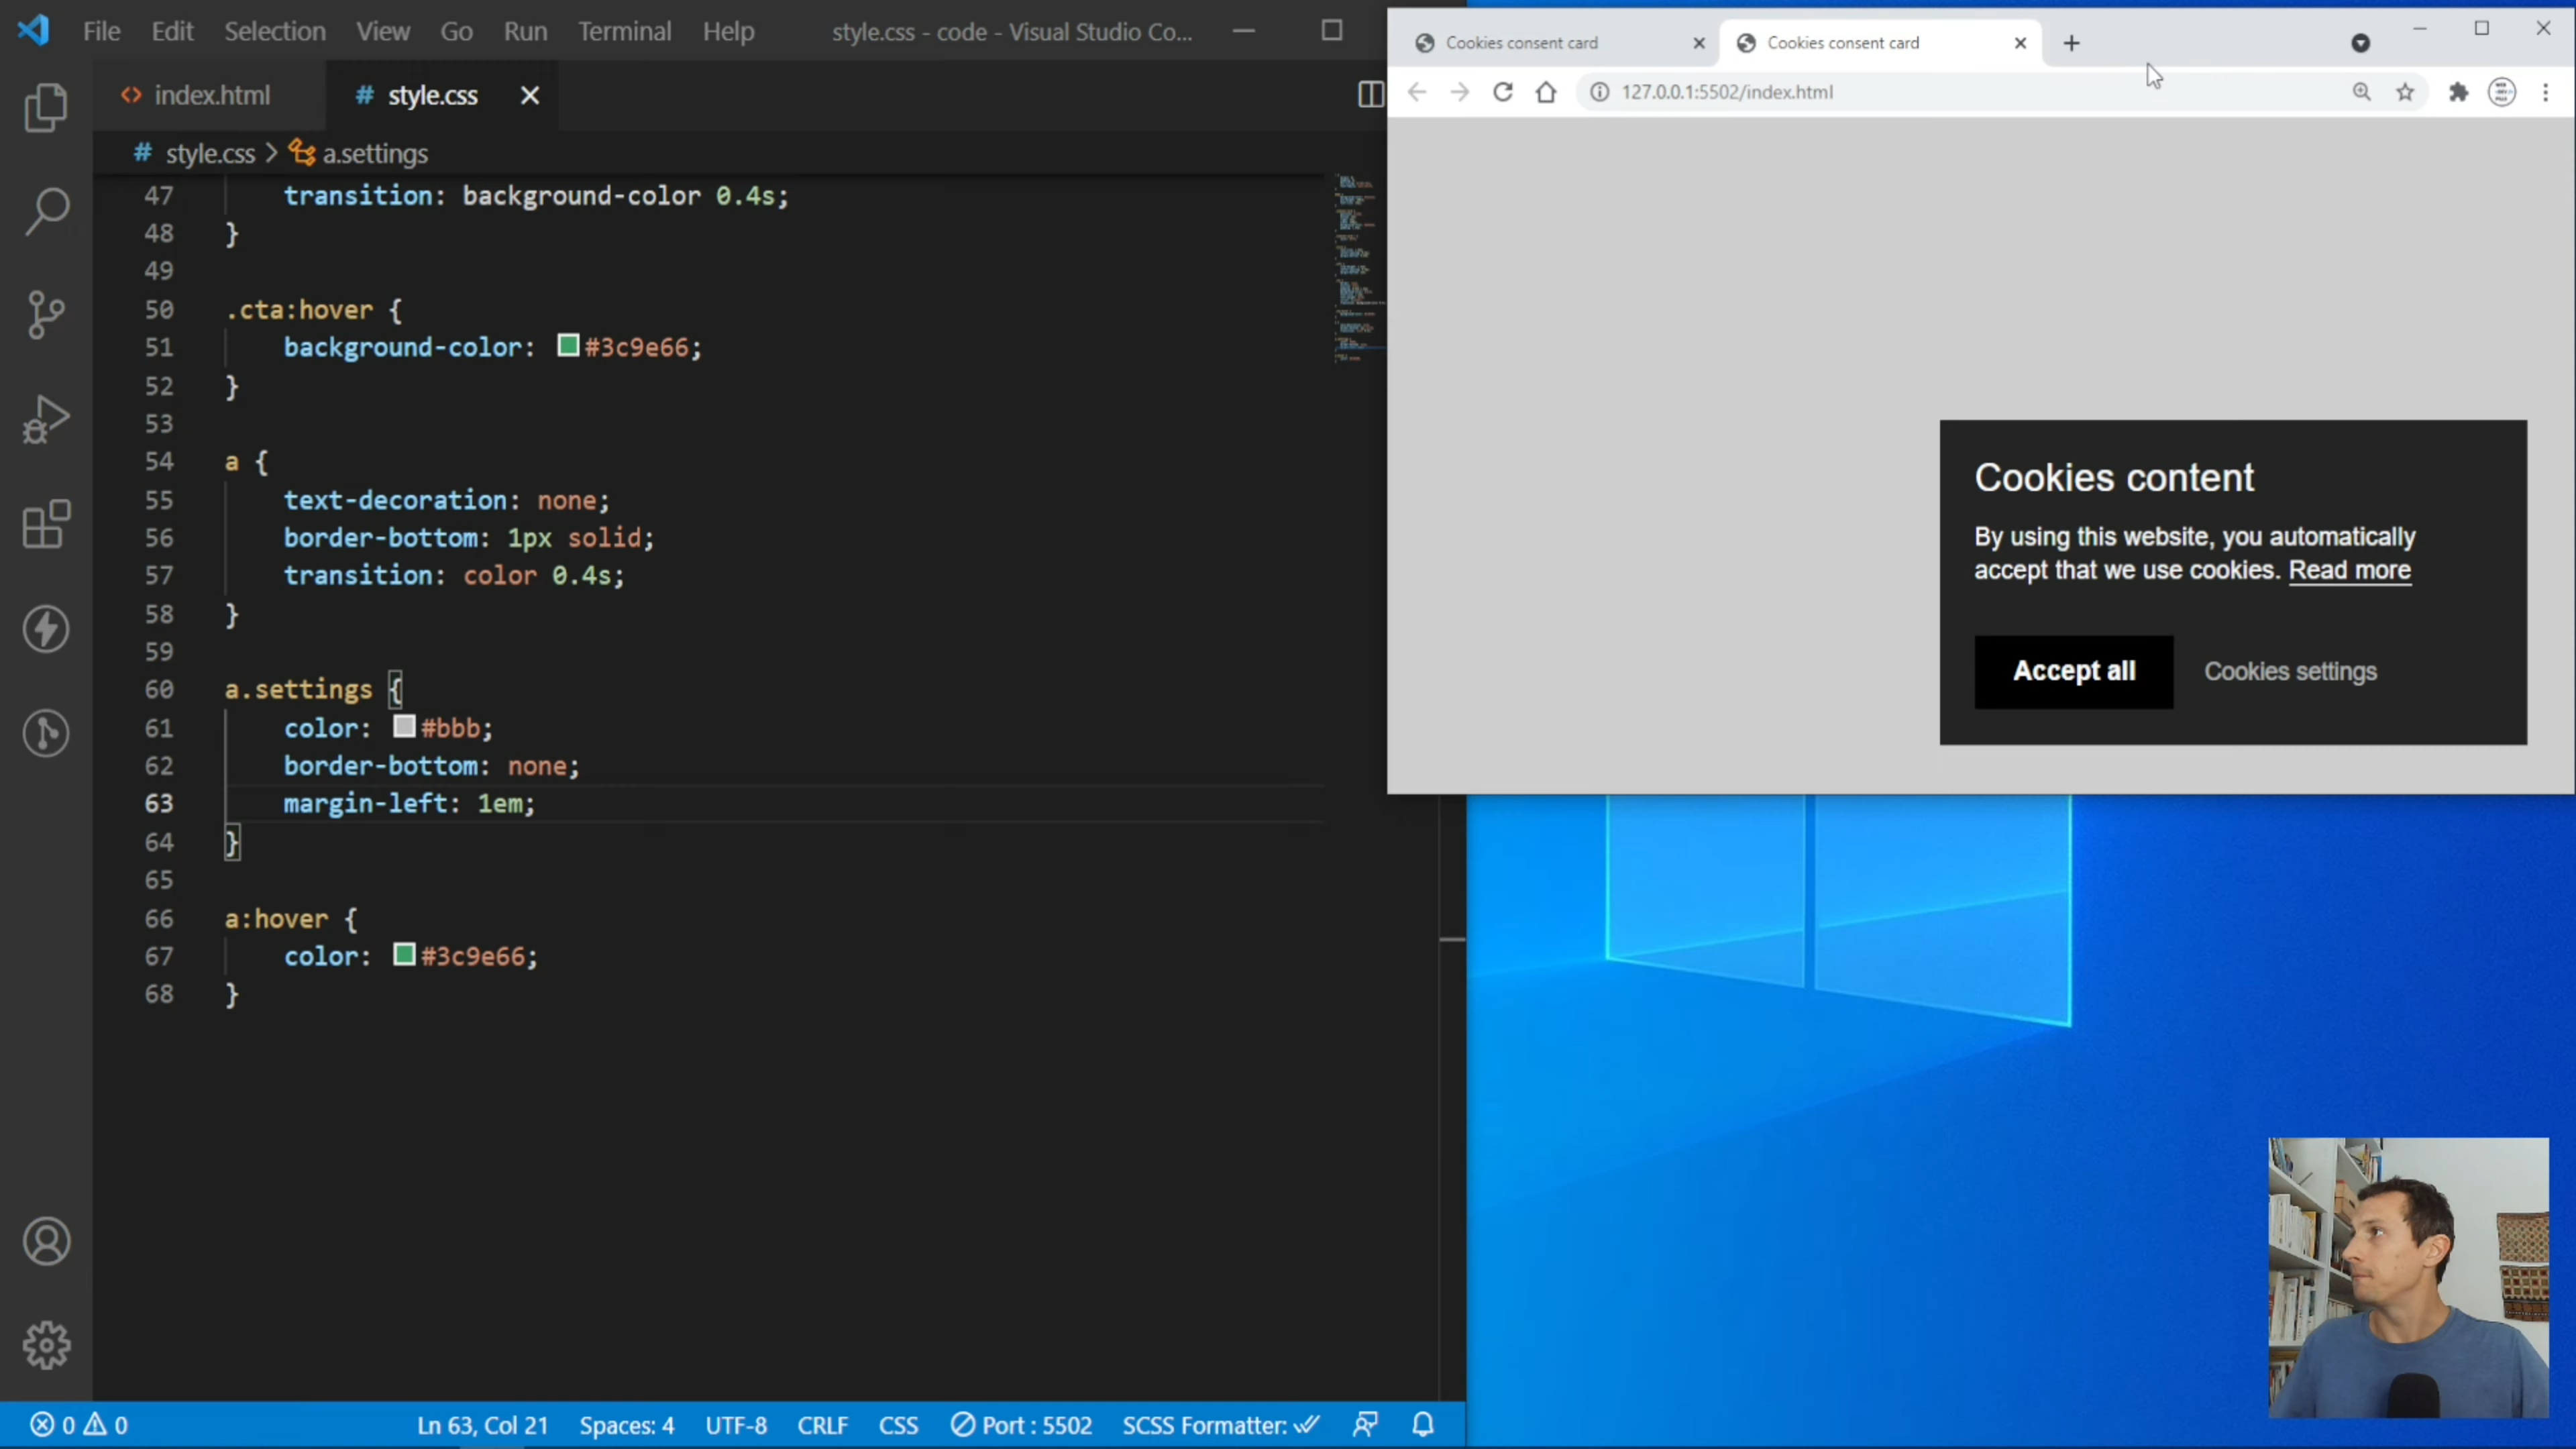 File Edit Selection View Go Run Terminal Help style.css - code - Visual Studio Co...
index.html style.css
# style.css > a.settings
47 transition: background-color 0.4s;
48 }
49
50 .cta:hover {
51 background-color: #3c9e66;
52 }
53
54 a {
55 text-decoration: none;
56 border-bottom: 1px solid;
57 transition: color 0.4s;
58 }
59
60 a.settings {
61 color: #bbb;
62 border-bottom: none;
63 margin-left: 1em;
64 }
65
66 a:hover {
67 color: #3c9e66;
68 }
0 0 Ln 63, Col 21 Spaces: 4 UTF-8 CRLF CSS Port : 5502 SCSS Formatter:
Cookies consent card Cookies consent card
127.0.0.1:5502/index.html
Cookies content
By using this website, you automatically
accept that we use cookies. Read more
Accept all Cookies settings